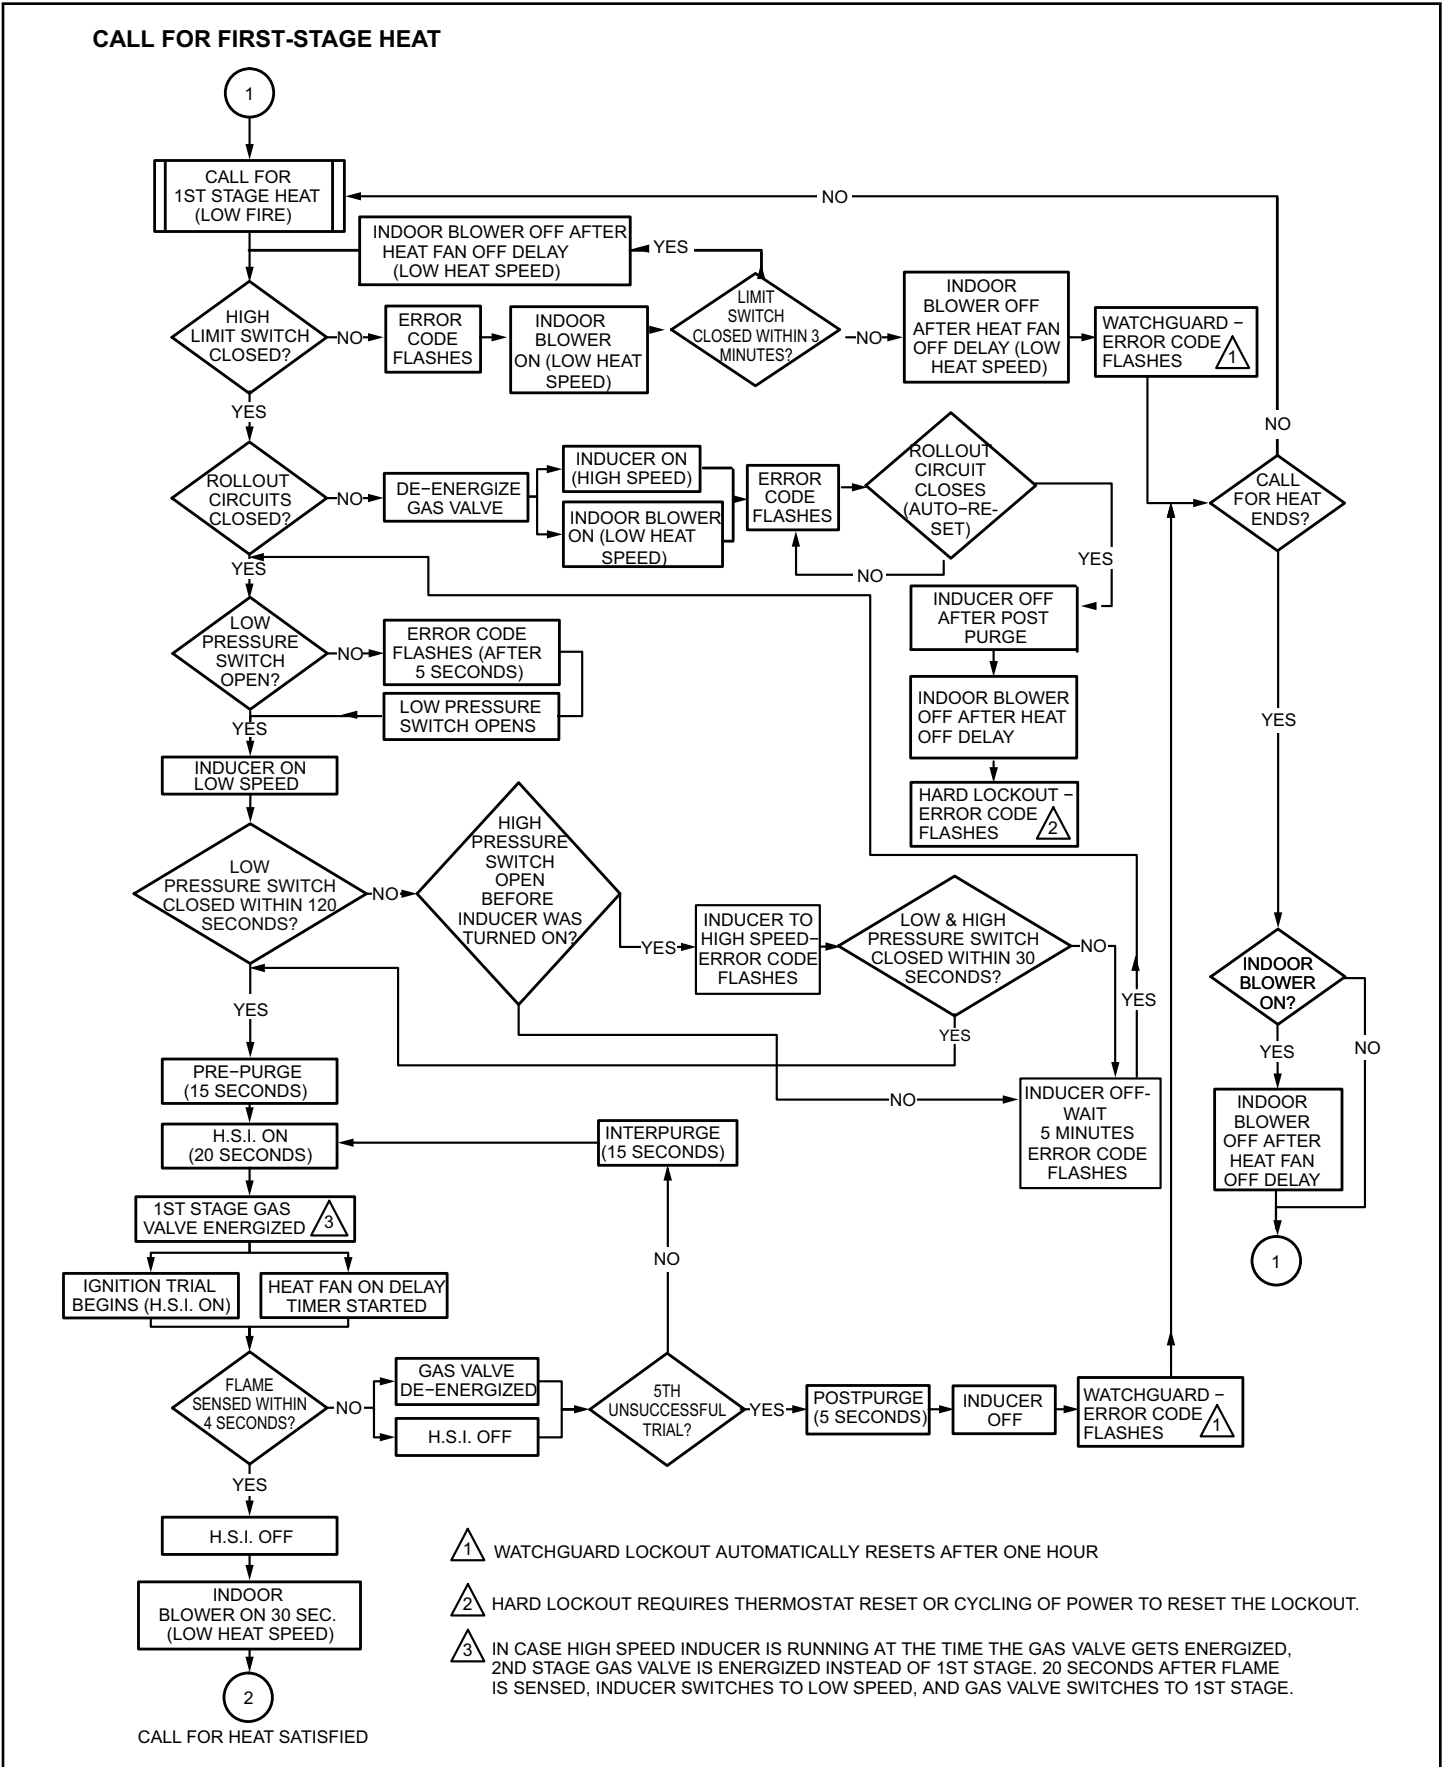 CALL FOR FIRST-STAGE HEAT
1
CALL FOR
1ST STAGE HEAT
(LOW FIRE)
NO
INDOOR BLOWER OFF AFTER
HEAT FAN OFF DELAY
(LOW HEAT SPEED)
YES
HIGH
LIMIT SWITCH
CLOSED?
NO
ERROR
CODE
FLASHES
INDOOR
BLOWER
ON (LOW HEAT
SPEED)
LIMIT
SWITCH
CLOSED WITHIN 3
MINUTES?
NO
INDOOR
BLOWER OFF
AFTER HEAT FAN
OFF DELAY (LOW
HEAT SPEED)
WATCHGUARD −
ERROR CODE
FLASHES
1
YES
NO
ROLLOUT
CIRCUITS
CLOSED?
NO
DE−ENERGIZE
GAS VALVE
INDUCER ON
(HIGH SPEED)
INDOOR BLOWER
ON (LOW HEAT
SPEED)
ERROR
CODE
FLASHES
ROLLOUT
CIRCUIT
CLOSES
(AUTO−RE-
SET)
NO
YES
CALL
FOR HEAT
ENDS?
YES
INDUCER OFF
AFTER POST
PURGE
LOW
PRESSURE
SWITCH
OPEN?
NO
ERROR CODE
FLASHES (AFTER
5 SECONDS)
LOW PRESSURE
SWITCH OPENS
INDOOR BLOWER
OFF AFTER HEAT
OFF DELAY
YES
YES
INDUCER ON
LOW SPEED
HARD LOCKOUT −
ERROR CODE
FLASHES
2
LOW
PRESSURE SWITCH
CLOSED WITHIN 120
SECONDS?
NO
HIGH
PRESSURE
SWITCH
OPEN
BEFORE
INDUCER WAS
TURNED ON?
YES
INDUCER TO
HIGH SPEED−
ERROR CODE
FLASHES
LOW & HIGH
PRESSURE SWITCH
CLOSED WITHIN 30
SECONDS?
NO
YES
YES
YES
INDOOR
BLOWER
ON?
YES
NO
PRE−PURGE
(15 SECONDS)
NO
INDUCER OFF-
WAIT
5 MINUTES
ERROR CODE
FLASHES
INDOOR
BLOWER
OFF AFTER
HEAT FAN
OFF DELAY
H.S.I. ON
(20 SECONDS)
INTERPURGE
(15 SECONDS)
1ST STAGE GAS
VALVE ENERGIZED
3
NO
1
IGNITION TRIAL
BEGINS (H.S.I. ON)
HEAT FAN ON DELAY
TIMER STARTED
FLAME
SENSED WITHIN
4 SECONDS?
NO
GAS VALVE
DE−ENERGIZED
H.S.I. OFF
5TH
UNSUCCESSFUL
TRIAL?
YES
POSTPURGE
(5 SECONDS)
INDUCER
OFF
WATCHGUARD −
ERROR CODE
FLASHES
1
YES
H.S.I. OFF
INDOOR
BLOWER ON 30 SEC.
(LOW HEAT SPEED)
2
CALL FOR HEAT SATISFIED
1 WATCHGUARD LOCKOUT AUTOMATICALLY RESETS AFTER ONE HOUR
2 HARD LOCKOUT REQUIRES THERMOSTAT RESET OR CYCLING OF POWER TO RESET THE LOCKOUT.
3 IN CASE HIGH SPEED INDUCER IS RUNNING AT THE TIME THE GAS VALVE GETS ENERGIZED,
2ND STAGE GAS VALVE IS ENERGIZED INSTEAD OF 1ST STAGE. 20 SECONDS AFTER FLAME
IS SENSED, INDUCER SWITCHES TO LOW SPEED, AND GAS VALVE SWITCHES TO 1ST STAGE.